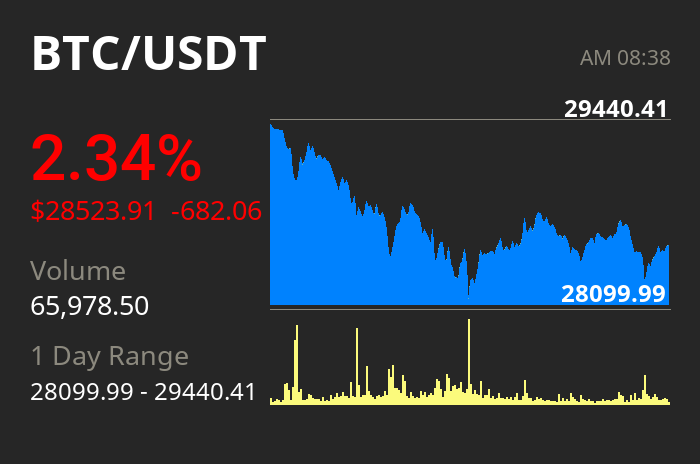 BTC/USDT
AM 08:38
29440.41
2.34%
$28523.91 -682.06
Volume
65,978.50
28099.99
1 Day Range
28099.99 - 29440.41